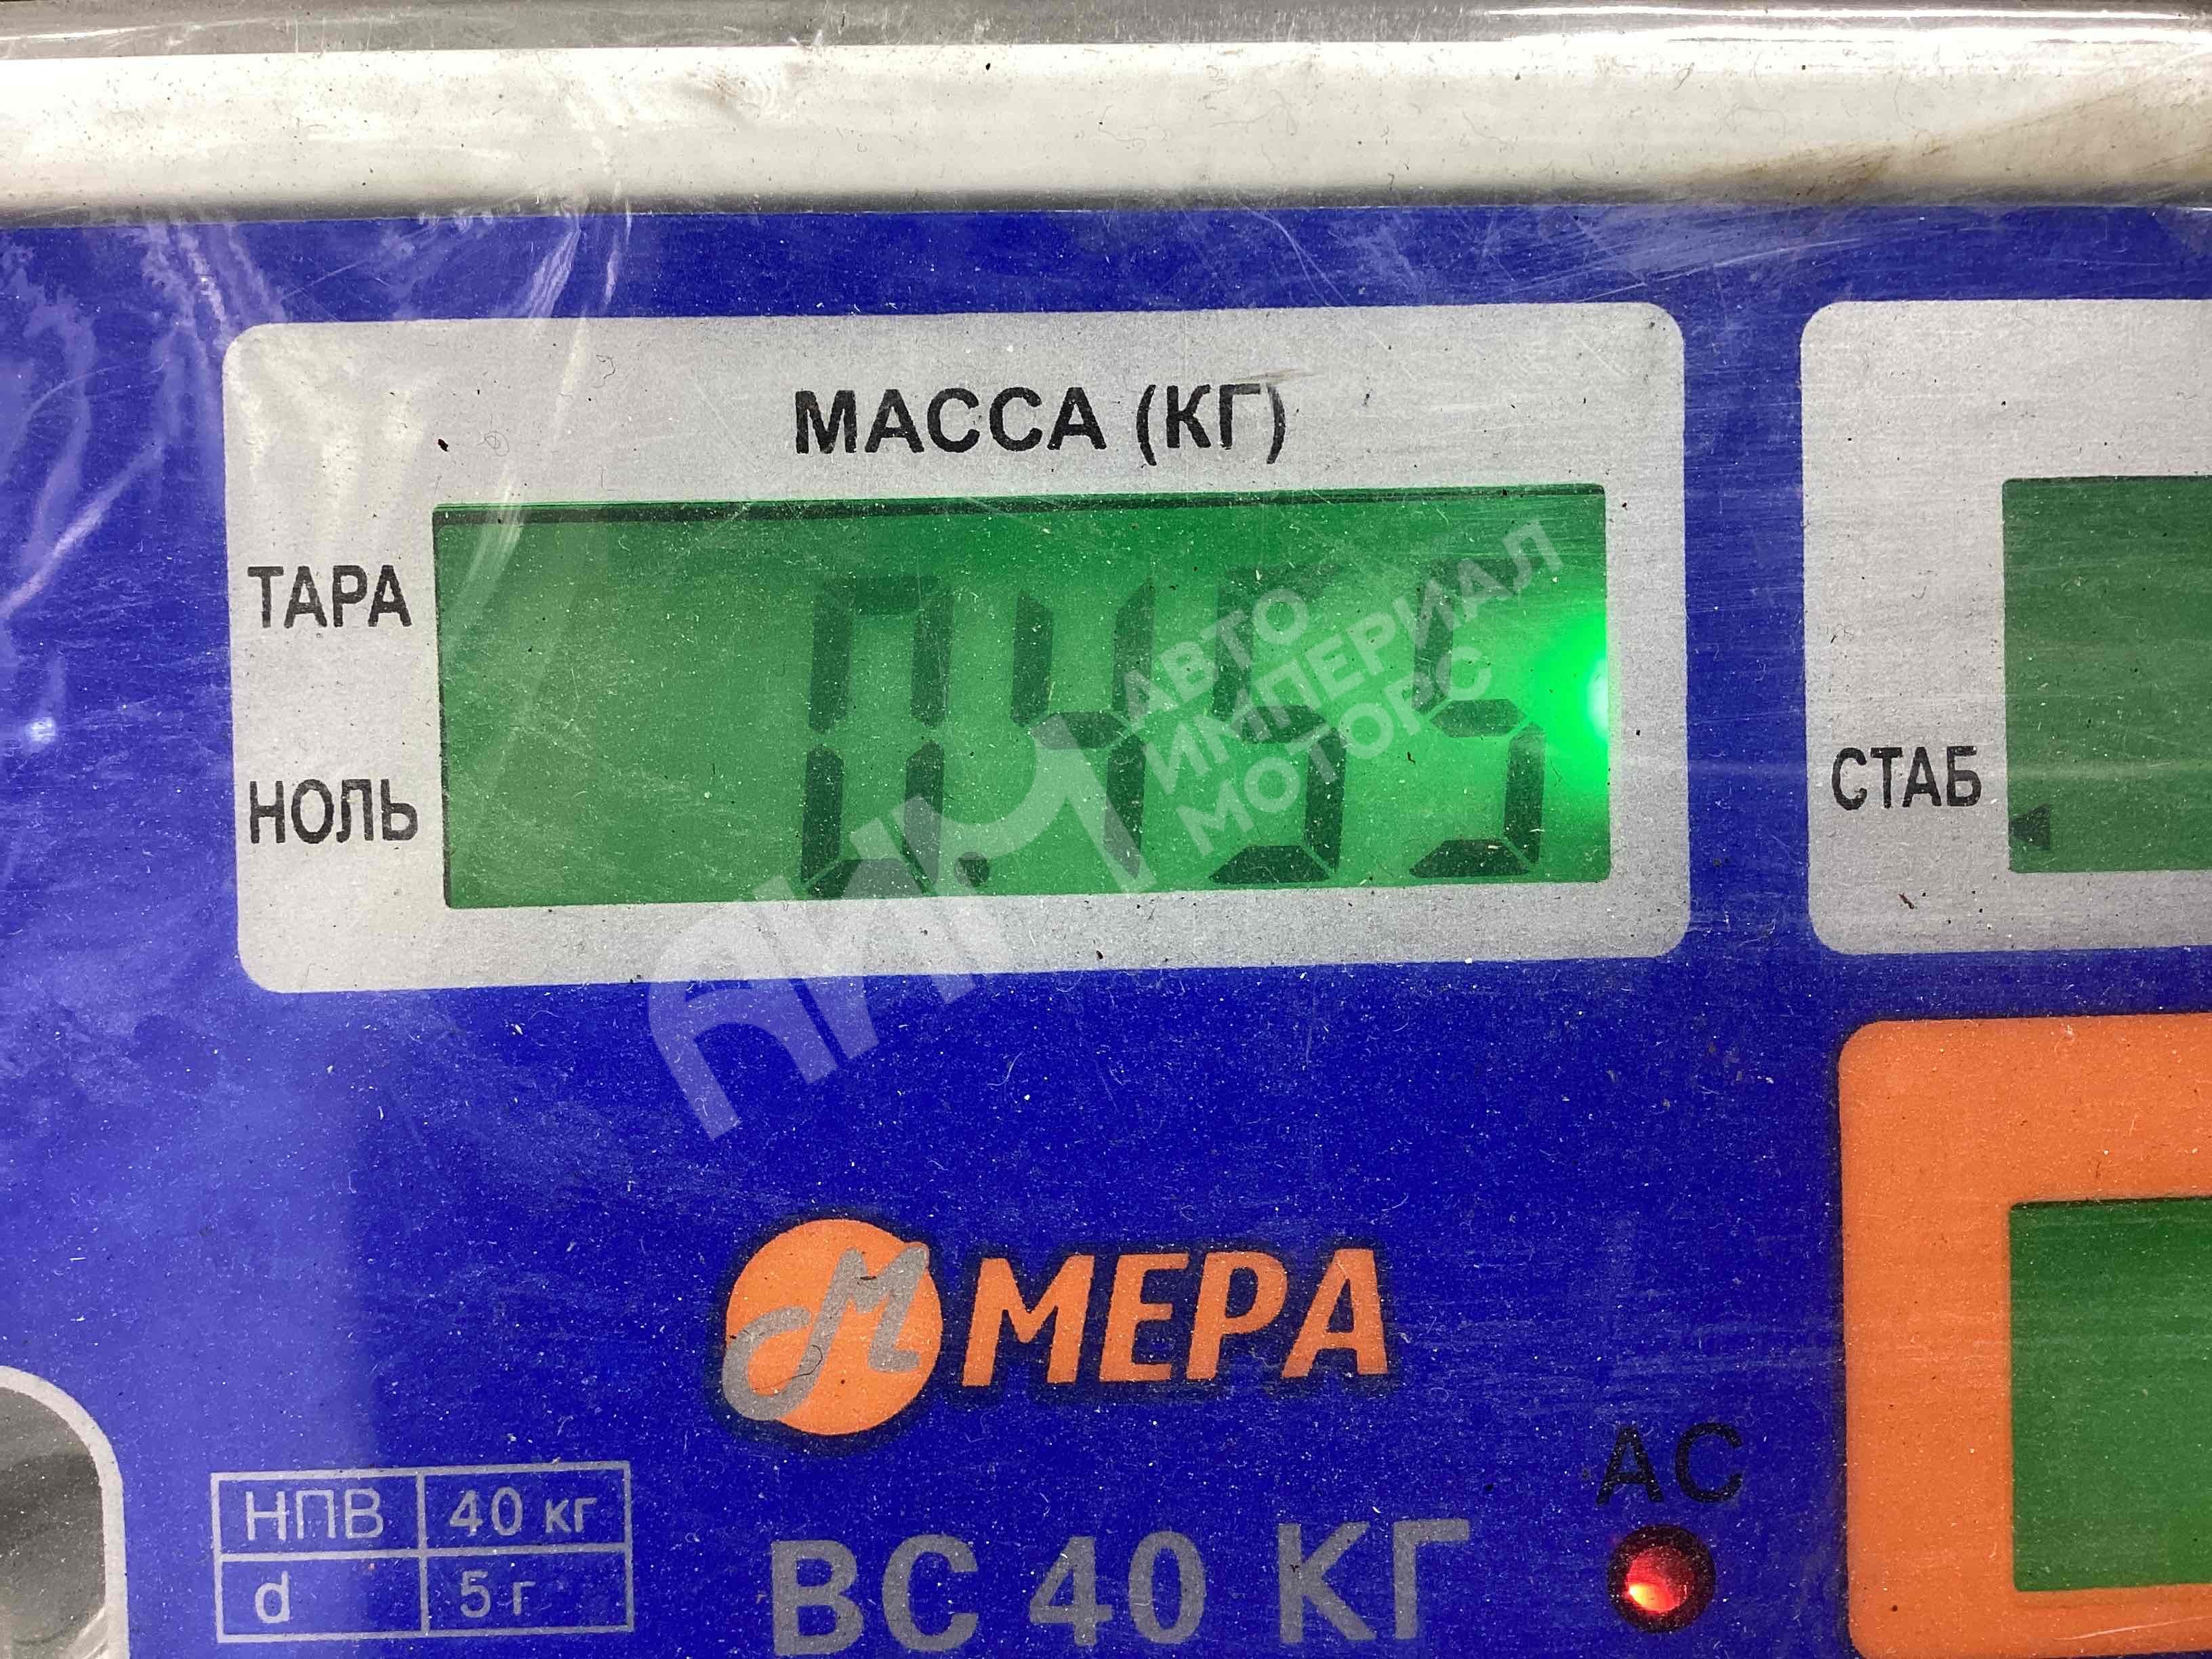 МАССА (КГ)
ТАРА
0.455
НОЛЬ
СТАБ
АИМ
АВТО
ИМПЕРИАЛ
МОТОРС
М МЕРА
АС
НПВ 40 кг
d 5 г
ВС 40 КГ